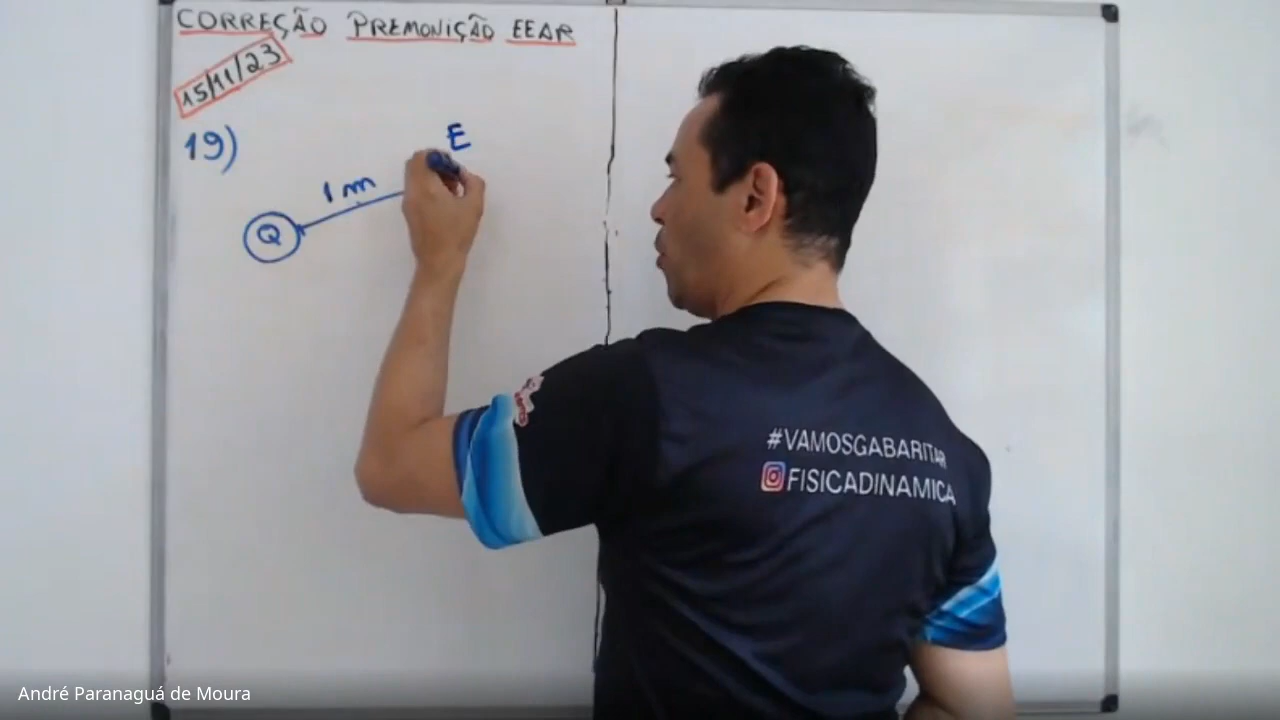 CORREÇÃO PREMONIÇÃO EEAR
15/11/23
19)
E
1 m
Q
#VAMOSGABARITAR
FISICADINAMICA
André Paranaguá de Moura